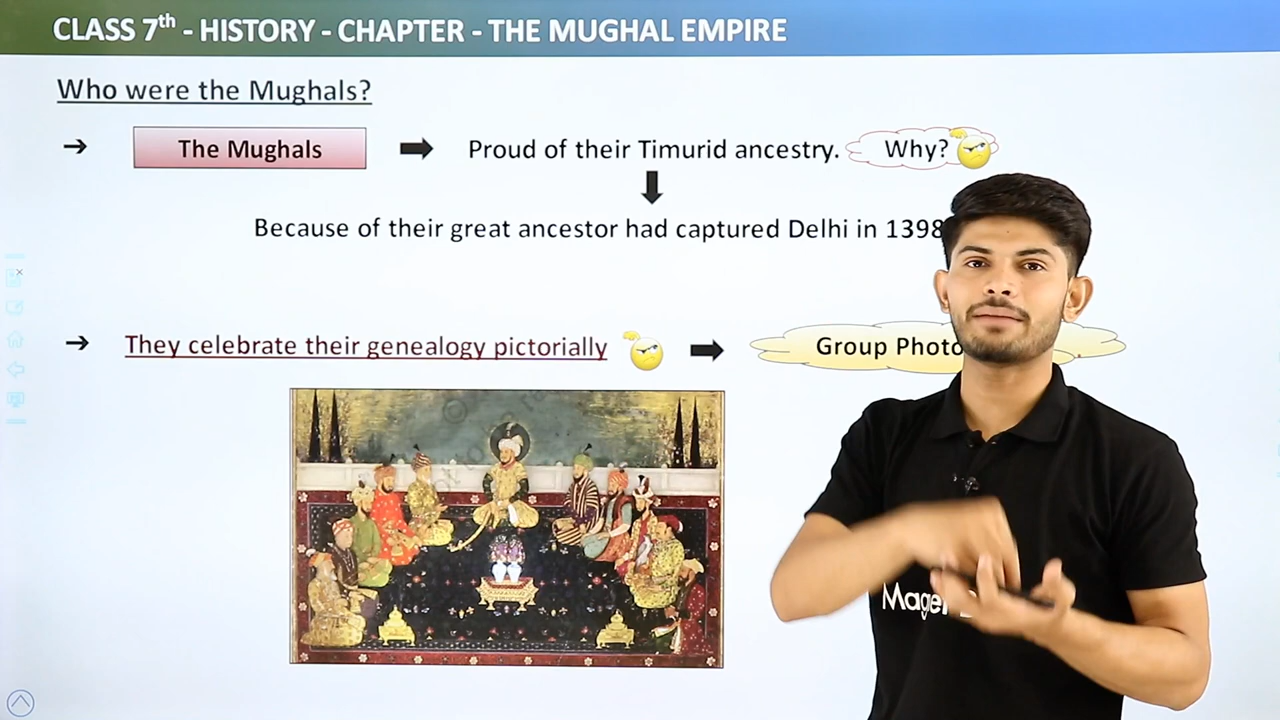 CLASS 7th - HISTORY - CHAPTER - THE MUGHAL EMPIRE
Who were the Mughals?
The Mughals
Proud of their Timurid ancestry.
Why?
Because of their great ancestor had captured Delhi in 1398
They celebrate their genealogy pictorially
Group Photo